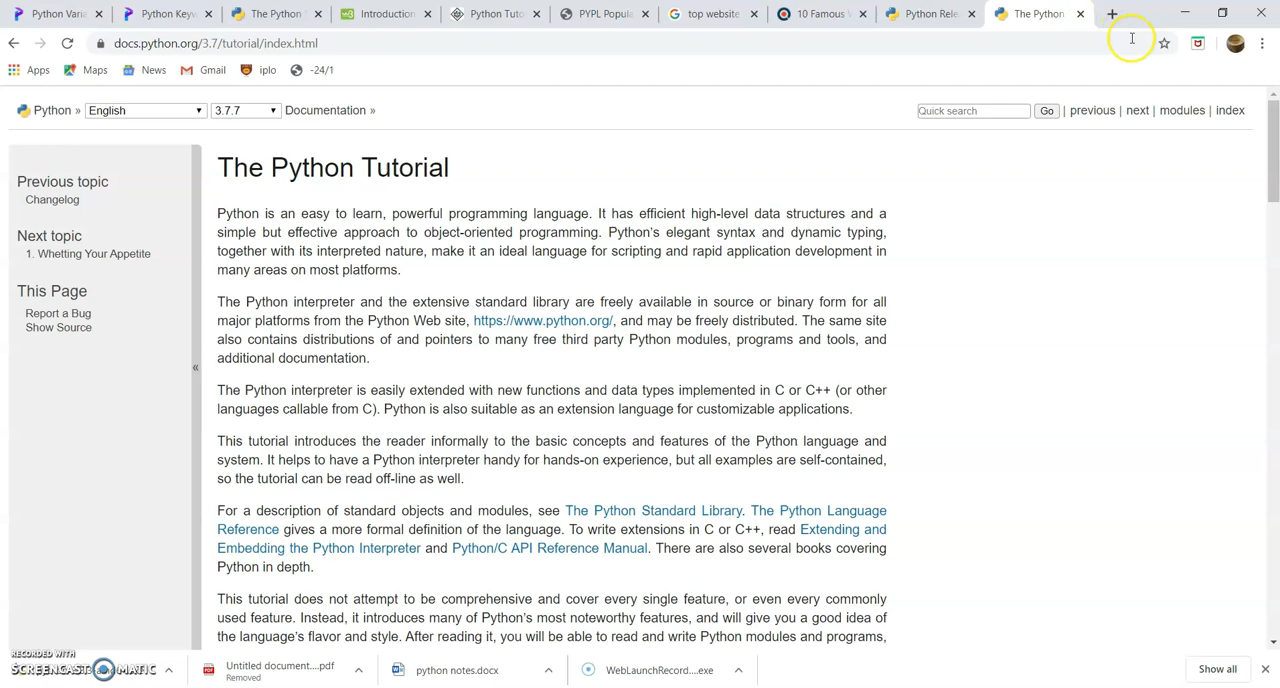 Python Varia
Python Keyw
The Python
Introduction
Python Tuto
PYPL Popula
top website
10 Famous W
Python Rele
The Python
docs.python.org/3.7/tutorial/index.html
Apps
Maps
News
Gmail
iplo
-24/1
Python » English 3.7.7 Documentation »
Quick search Go | previous | next | modules | index
Previous topic
Changelog
Next topic
1. Whetting Your Appetite
This Page
Report a Bug
Show Source
«
The Python Tutorial
Python is an easy to learn, powerful programming language. It has efficient high-level data structures and a
simple but effective approach to object-oriented programming. Python's elegant syntax and dynamic typing,
together with its interpreted nature, make it an ideal language for scripting and rapid application development in
many areas on most platforms.
The Python interpreter and the extensive standard library are freely available in source or binary form for all
major platforms from the Python Web site, https://www.python.org/, and may be freely distributed. The same site
also contains distributions of and pointers to many free third party Python modules, programs and tools, and
additional documentation.
The Python interpreter is easily extended with new functions and data types implemented in C or C++ (or other
languages callable from C). Python is also suitable as an extension language for customizable applications.
This tutorial introduces the reader informally to the basic concepts and features of the Python language and
system. It helps to have a Python interpreter handy for hands-on experience, but all examples are self-contained,
so the tutorial can be read off-line as well.
For a description of standard objects and modules, see The Python Standard Library. The Python Language
Reference gives a more formal definition of the language. To write extensions in C or C++, read Extending and
Embedding the Python Interpreter and Python/C API Reference Manual. There are also several books covering
Python in depth.
This tutorial does not attempt to be comprehensive and cover every single feature, or even every commonly
used feature. Instead, it introduces many of Python's most noteworthy features, and will give you a good idea of
the language's flavor and style. After reading it, you will be able to read and write Python modules and programs,
RECORDED WITH
SCREENCAST MATIC
Untitled document....pdf
Removed
python notes.docx
WebLaunchRecord....exe
Show all